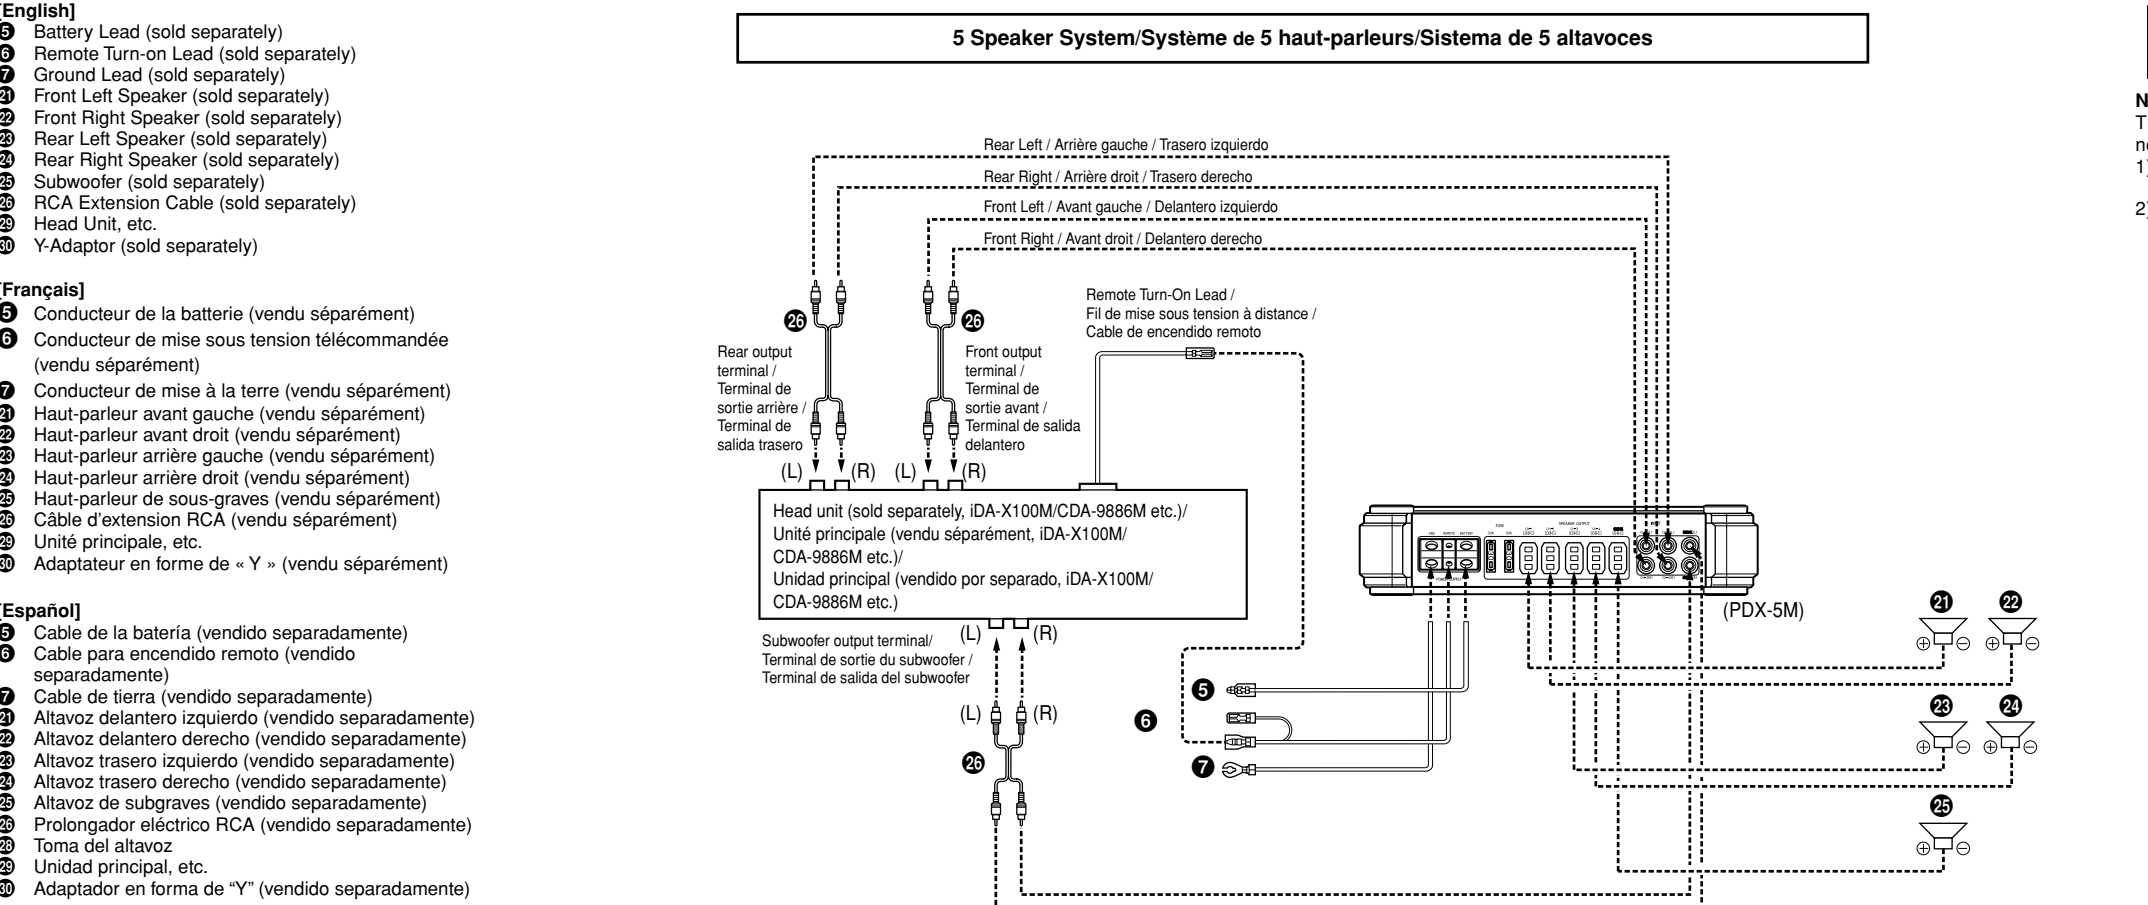 [English]
5 Battery Lead (sold separately)
6 Remote Turn-on Lead (sold separately)
7 Ground Lead (sold separately)
21 Front Left Speaker (sold separately)
22 Front Right Speaker (sold separately)
23 Rear Left Speaker (sold separately)
24 Rear Right Speaker (sold separately)
25 Subwoofer (sold separately)
26 RCA Extension Cable (sold separately)
29 Head Unit, etc.
30 Y-Adaptor (sold separately)
[Français]
5 Conducteur de la batterie (vendu séparément)
6 Conducteur de mise sous tension télécommandée
(vendu séparément)
7 Conducteur de mise à la terre (vendu séparément)
21 Haut-parleur avant gauche (vendu séparément)
22 Haut-parleur avant droit (vendu séparément)
23 Haut-parleur arrière gauche (vendu séparément)
24 Haut-parleur arrière droit (vendu séparément)
25 Haut-parleur de sous-graves (vendu séparément)
26 Câble d'extension RCA (vendu séparément)
29 Unité principale, etc.
30 Adaptateur en forme de « Y » (vendu séparément)
[Español]
5 Cable de la batería (vendido separadamente)
6 Cable para encendido remoto (vendido
separadamente)
7 Cable de tierra (vendido separadamente)
21 Altavoz delantero izquierdo (vendido separadamente)
22 Altavoz delantero derecho (vendido separadamente)
23 Altavoz trasero izquierdo (vendido separadamente)
24 Altavoz trasero derecho (vendido separadamente)
25 Altavoz de subgraves (vendido separadamente)
26 Prolongador eléctrico RCA (vendido separadamente)
28 Toma del altavoz
29 Unidad principal, etc.
30 Adaptador en forma de “Y” (vendido separadamente)
5 Speaker System/Système de 5 haut-parleurs/Sistema de 5 altavoces
Rear Left / Arrière gauche / Trasero izquierdo
Rear Right / Arrière droit / Trasero derecho
Front Left / Avant gauche / Delantero izquierdo
Front Right / Avant droit / Delantero derecho
Remote Turn-On Lead /
Fil de mise sous tension à distance /
Cable de encendido remoto
26
26
Rear output
terminal /
Terminal de
sortie arrière /
Terminal de
salida trasero
Front output
terminal /
Terminal de
sortie avant /
Terminal de salida
delantero
(L) (R) (L) (R)
Head unit (sold separately, iDA-X100M/CDA-9886M etc.)/
Unité principale (vendu séparément, iDA-X100M/
CDA-9886M etc.)/
Unidad principal (vendido por separado, iDA-X100M/
CDA-9886M etc.)
Subwoofer output terminal/
Terminal de sortie du subwoofer /
Terminal de salida del subwoofer
(L) (R)
(L) (R)
26
5
6
7
FUSE
SPEAKER OUTPUT
(PDX-5M)
21 22
23 24
25
1)
2)